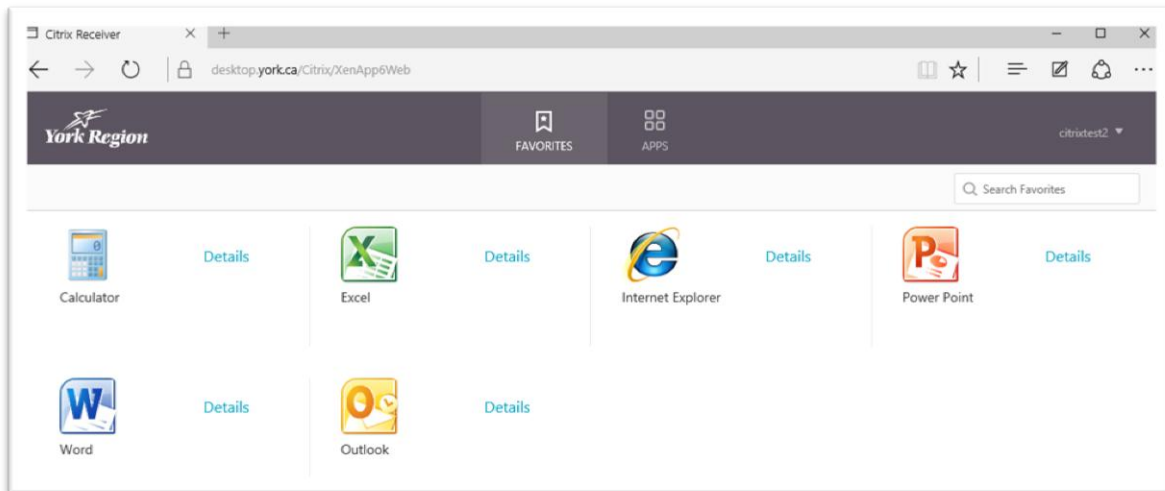 Citrix Receiver
desktop.york.ca/Citrix/XenApp6Web
York Region
FAVORITES
APPS
citrixtest2
Search Favorites
Details
Details
Details
Details
Calculator
Excel
Internet Explorer
Power Point
Details
Details
Word
Outlook